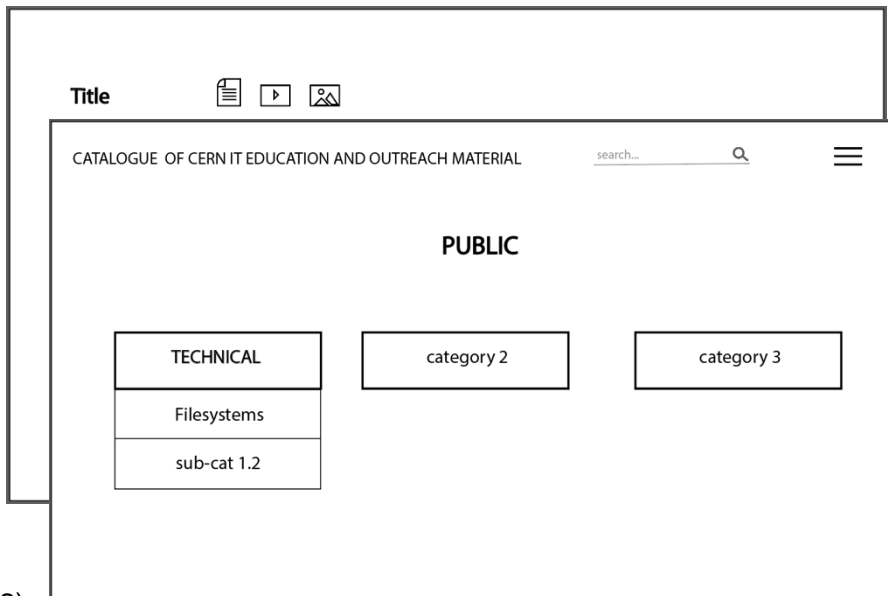 Title
CATALOGUE OF CERN IT EDUCATION AND OUTREACH MATERIAL
search...
PUBLIC
TECHNICAL
category 2
category 3
Filesystems
sub-cat 1.2